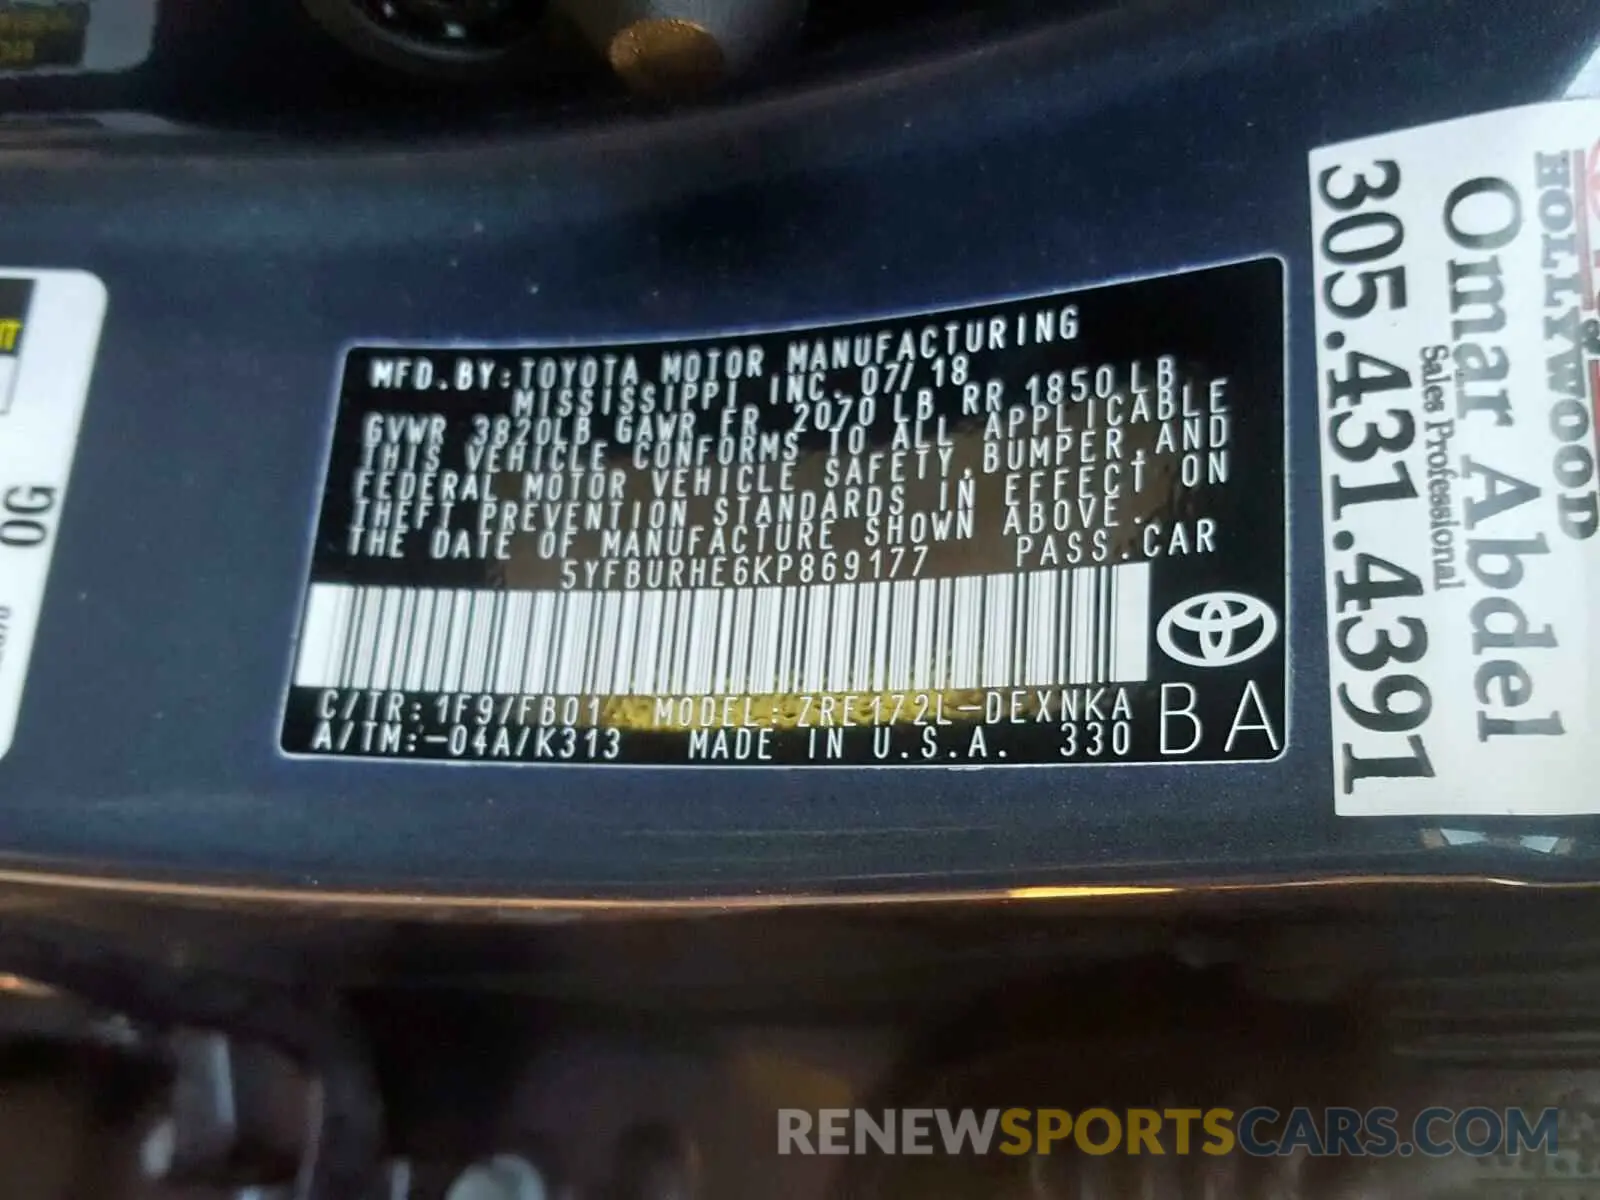 MFD.BY:TOYOTA MOTOR MANUFACTURING
MISSISSIPPI, INC. 07/18
GVWR 3820LB GAWR FR 2070 LB RR 1850 LB
THIS VEHICLE CONFORMS TO ALL APPLICABLE
FEDERAL MOTOR VEHICLE SAFETY,BUMPER,AND
THEFT PREVENTION STANDARDS IN EFFECT ON
THE DATE OF MANUFACTURE SHOWN ABOVE.
5YFBURHE6KP869177 PASS.CAR
C/TR:1F9/FB01 MODEL:ZRE172L-DEXNKA
A/TM:-04A/K313 MADE IN U.S.A. 330
BA
0G
HOLLYWOOD
Omar Abdel
Sales Professional
305.431.4391
RENEWSPORTSCARS.COM